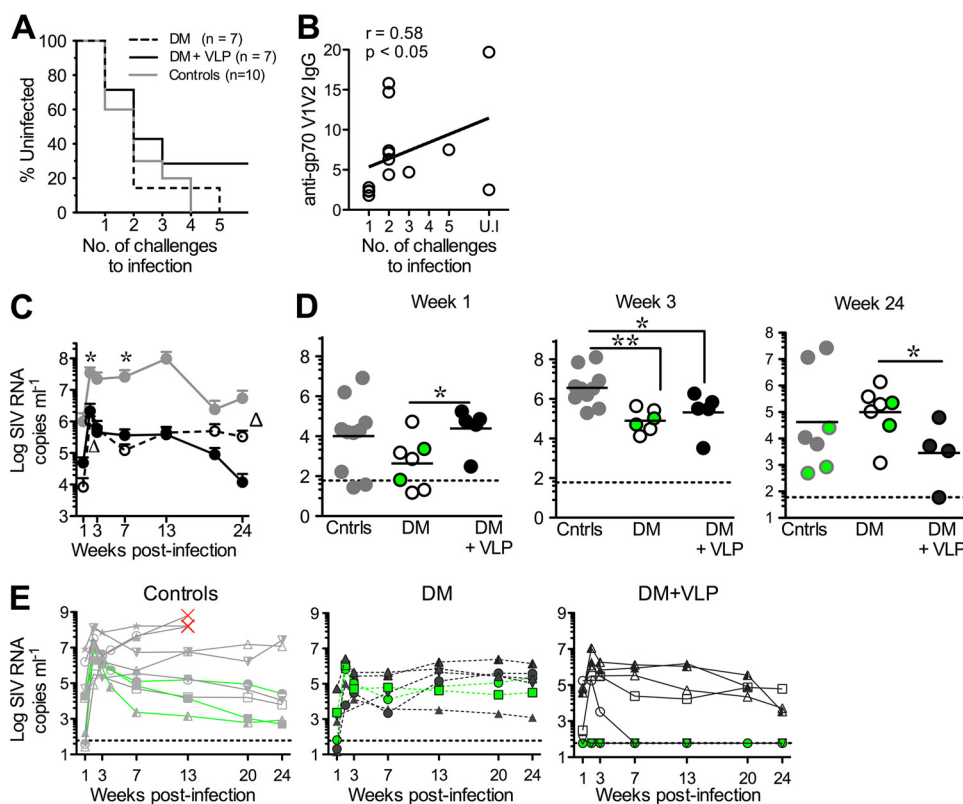 A
DM (n = 7)
DM + VLP (n = 7)
Controls (n=10)
% Uninfected
100
80
60
40
20
0
1 2 3 4 5
No. of challenges
to infection
B
r = 0.58
p < 0.05
anti-gp70 V1V2 IgG
20
15
10
5
0
1 2 3 4 5 U.I
No. of challenges
to infection
C
Log SIV RNA
copies ml-1
9
8
7
6
5
4
3
* *
Δ
Δ
1 3 7 13 24
Weeks post-infection
D
Week 1
8
6
4
2
0
*
Cntrls DM DM
+ VLP
Week 3
8
6
4
2
0
*
**
Cntrls DM DM
+ VLP
Week 24
8
7
6
5
4
3
2
1
*
Cntrls DM DM
+ VLP
E
Controls
Log SIV RNA
copies ml-1
9
7
5
3
1
1 3 7 13 20 24
Weeks post-infection
DM
9
7
5
3
1
1 3 7 13 20 24
Weeks post-infection
DM+VLP
9
7
5
3
1
1 3 7 13 20 24
Weeks post-infection